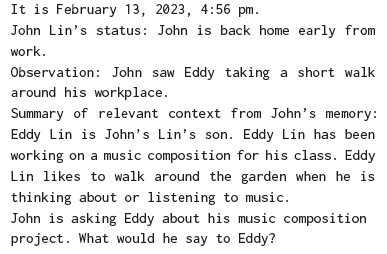 It is February 13, 2023, 4:56 pm.
John Lin's status: John is back home early from
work.
Observation: John saw Eddy taking a short walk
around his workplace.
Summary of relevant context from John's memory:
Eddy Lin is John's Lin's son. Eddy Lin has been
working on a music composition for his class. Eddy
Lin likes to walk around the garden when he is
thinking about or listening to music.
John is asking Eddy about his music composition
project. What would he say to Eddy?